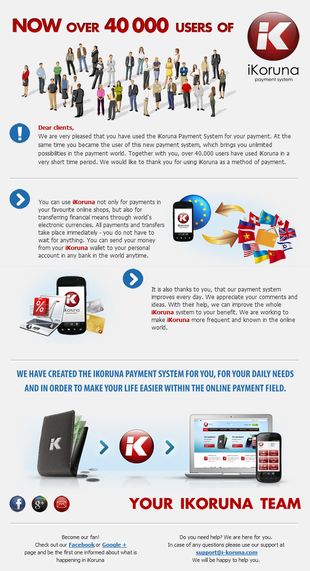 NOW OVER 40 000 USERS OF
iK
iKoruna
payment system
Dear clients,
We are very pleased that you have used the iKoruna Payment System for your payment. At the
same time you became the user of this new payment system, which brings you unlimited
possibilities in the payment world. Together with you, over 40.000 users have used iKoruna in a
very short period time. We would like to thank you for using iKoruna as a method of payment.
You can use iKoruna not only for payments in
your favourite online shops, but also for
transferring financial means through world's
electronic currencies. All payments and transfers
take place immediately - you do not have to
wait for anything. You can send your money
from your iKoruna wallet to your personal
account in any bank in the world anytime.
It is also thanks to you, that our payment system
improves every day. We appreciate your comments and
ideas. With their help, we can improve the whole
iKoruna system to your benefit. We are working to
make iKoruna more frequent and known in the online
world.
WE HAVE CREATED THE IKORUNA PAYMENT SYSTEM FOR YOU, FOR YOUR DAILY NEEDS
AND IN ORDER TO MAKE YOUR LIFE EASIER WITHIN THE ONLINE PAYMENT FIELD.
iK
iK
YOUR IKORUNA TEAM
Become our fan!
Check out our Facebook or Google +
page and be the first one informed about what is
happening in iKoruna
Do you need help? We are here for you.
In case of any questions please use our support at
support@i-koruna.com
We will be happy to help you.